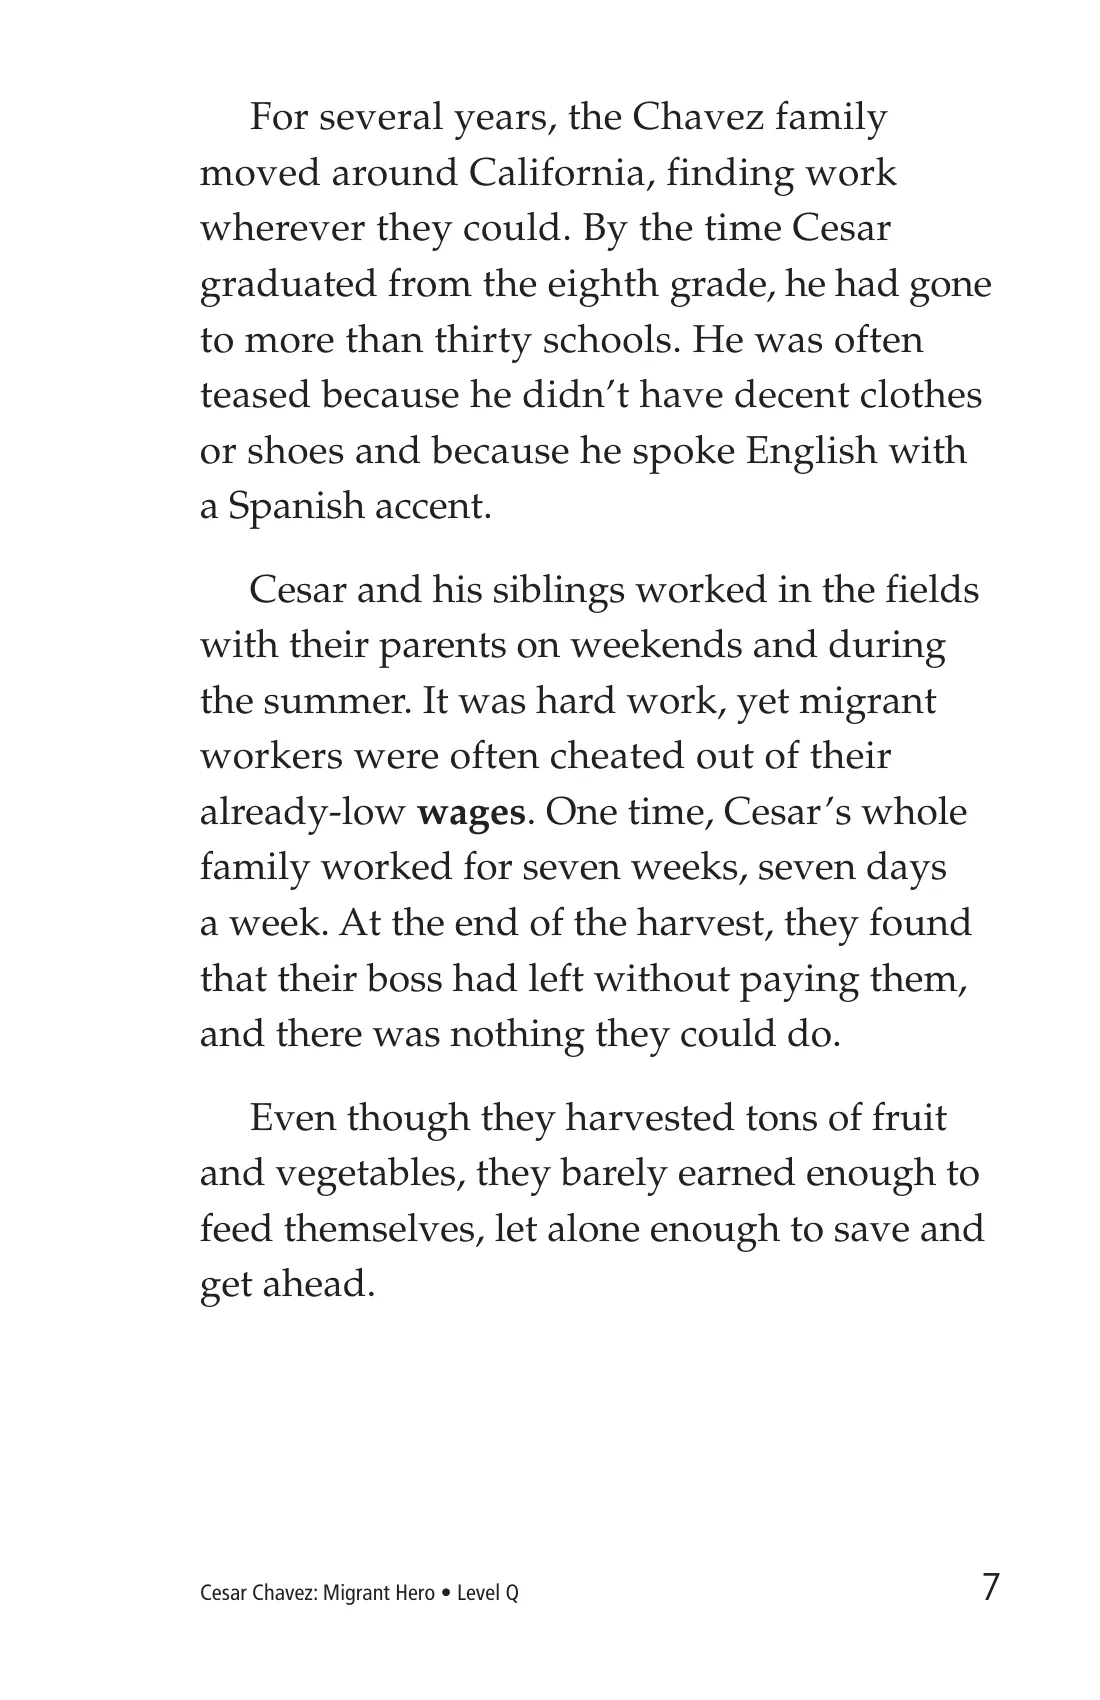 For several years, the Chavez family
moved around California, finding work
wherever they could. By the time Cesar
graduated from the eighth grade, he had gone
to more than thirty schools. He was often
teased because he didn’t have decent clothes
or shoes and because he spoke English with
a Spanish accent.
Cesar and his siblings worked in the fields
with their parents on weekends and during
the summer. It was hard work, yet migrant
workers were often cheated out of their
already-low wages. One time, Cesar’s whole
family worked for seven weeks, seven days
a week. At the end of the harvest, they found
that their boss had left without paying them,
and there was nothing they could do.
Even though they harvested tons of fruit
and vegetables, they barely earned enough to
feed themselves, let alone enough to save and
get ahead.
Cesar Chavez: Migrant Hero • Level Q 7